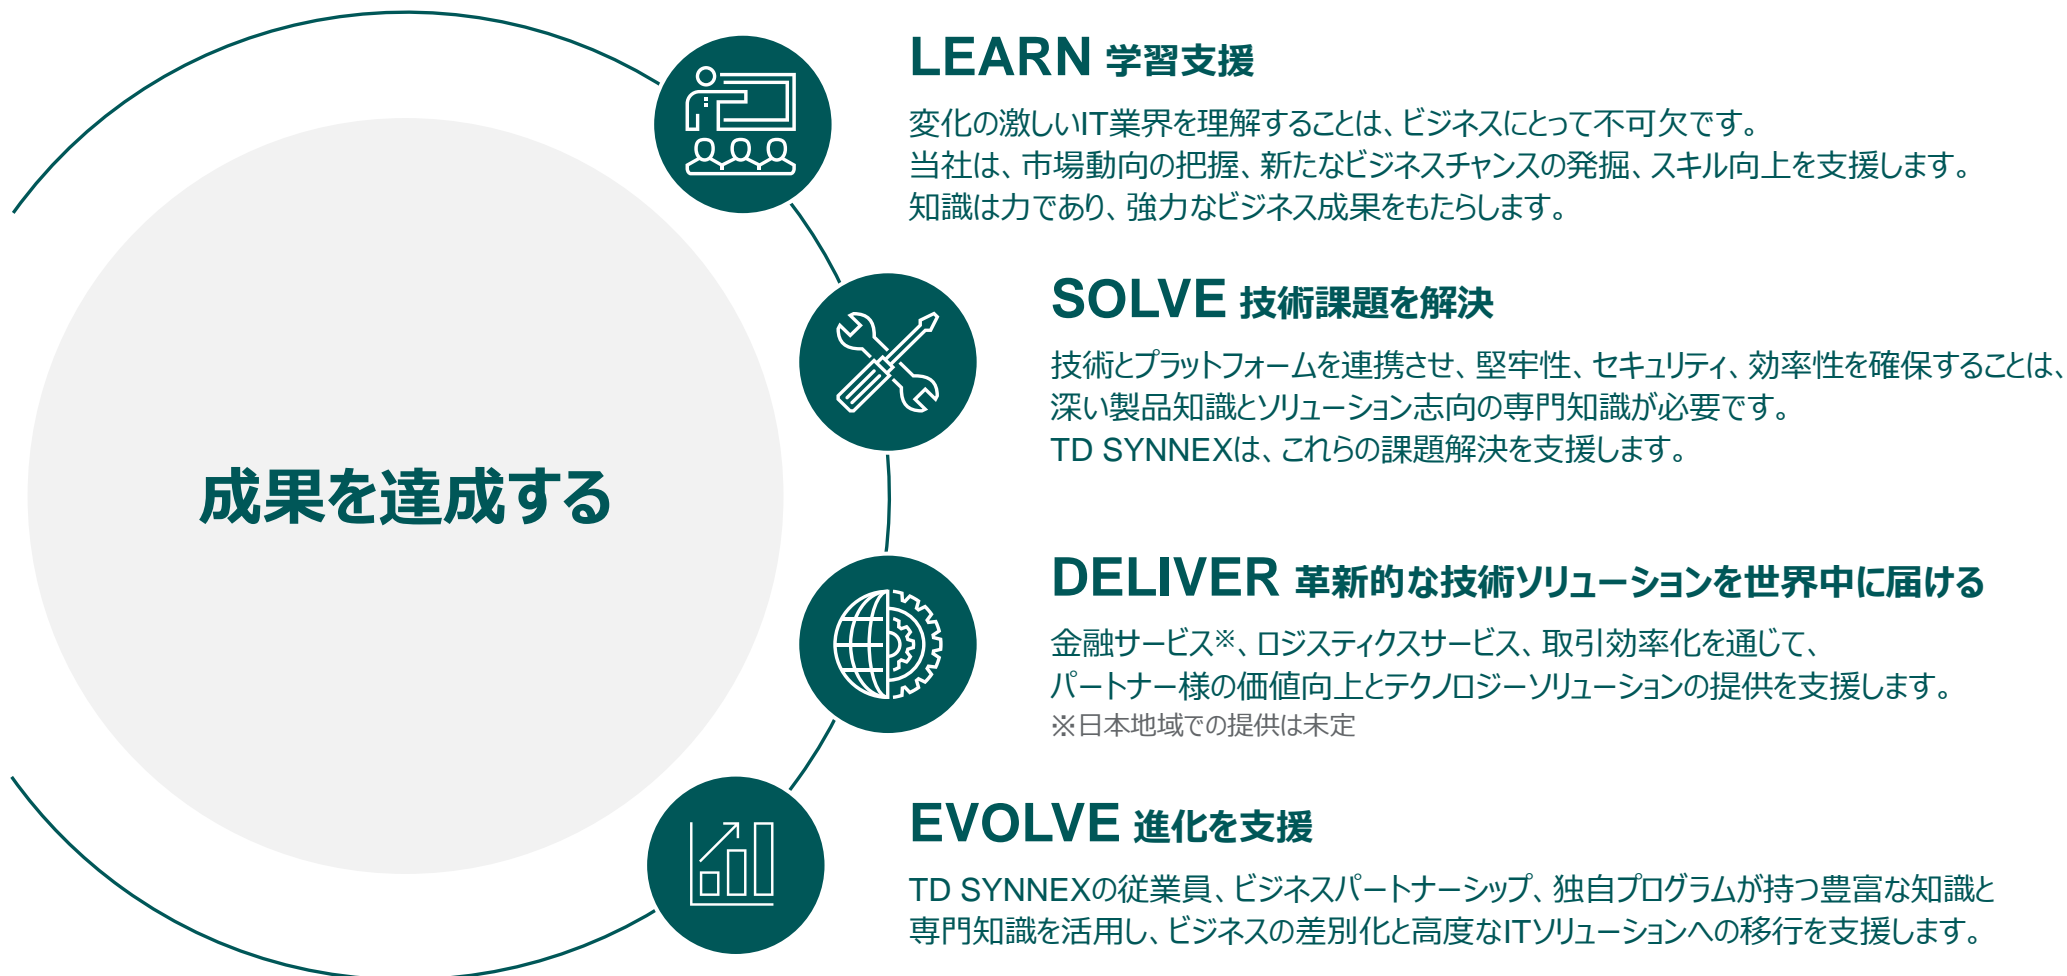 成果を達成する
LEARN 学習支援
変化の激しいIT業界を理解することは、ビジネスにとって不可欠です。
当社は、市場動向の把握、新たなビジネスチャンスの発掘、スキル向上を支援します。
知識は力であり、強力なビジネス成果をもたらします。
SOLVE 技術課題を解決
技術とプラットフォームを連携させ、堅牢性、セキュリティ、効率性を確保することは、
深い製品知識とソリューション志向の専門知識が必要です。
TD SYNNEXは、これらの課題解決を支援します。
DELIVER 革新的な技術ソリューションを世界中に届ける
金融サービス※、ロジスティクスサービス、取引効率化を通じて、
パートナー様の価値向上とテクノロジーソリューションの提供を支援します。
※日本地域での提供は未定
EVOLVE 進化を支援
TD SYNNEXの従業員、ビジネスパートナーシップ、独自プログラムが持つ豊富な知識と
専門知識を活用し、ビジネスの差別化と高度なITソリューションへの移行を支援します。